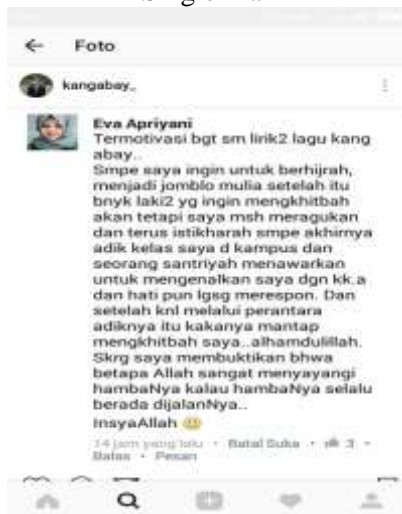 Foto
kangabay_
Eva Apriyani
Termotivasi bgt sm lirik2 lagu kang
abay..
Smpe saya ingin untuk berhijrah,
menjadi jomblo mulia setelah itu
bnyk laki2 yg ingin mengkhitbah
akan tetapi saya msh meragukan
dan terus istikharah smpe akhirnya
adik kelas saya d kampus dan
seorang santriyah menawarkan
untuk mengenalkan saya dgn kk.a
dan hati pun lgsg merespon. Dan
setelah knl melalui perantara
adiknya itu kakanya mantap
mengkhitbah saya..alhamdulillah.
Skrg saya membuktikan bhwa
betapa Allah sangat menyayangi
hambaNya kalau hambaNya selalu
berada dijalanNya..
InsyaAllah
14 jam yang lalu · Batal Suka · 3 ·
Balas · Pesan